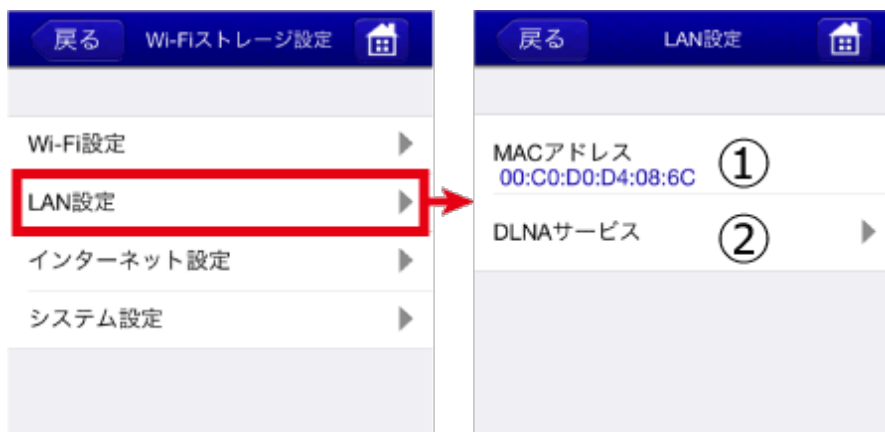 戻る Wi-Fiストレージ設定
Wi-Fi設定
LAN設定
インターネット設定
システム設定
戻る LAN設定
MACアドレス ①
00:C0:D0:D4:08:6C
DLNAサービス ②